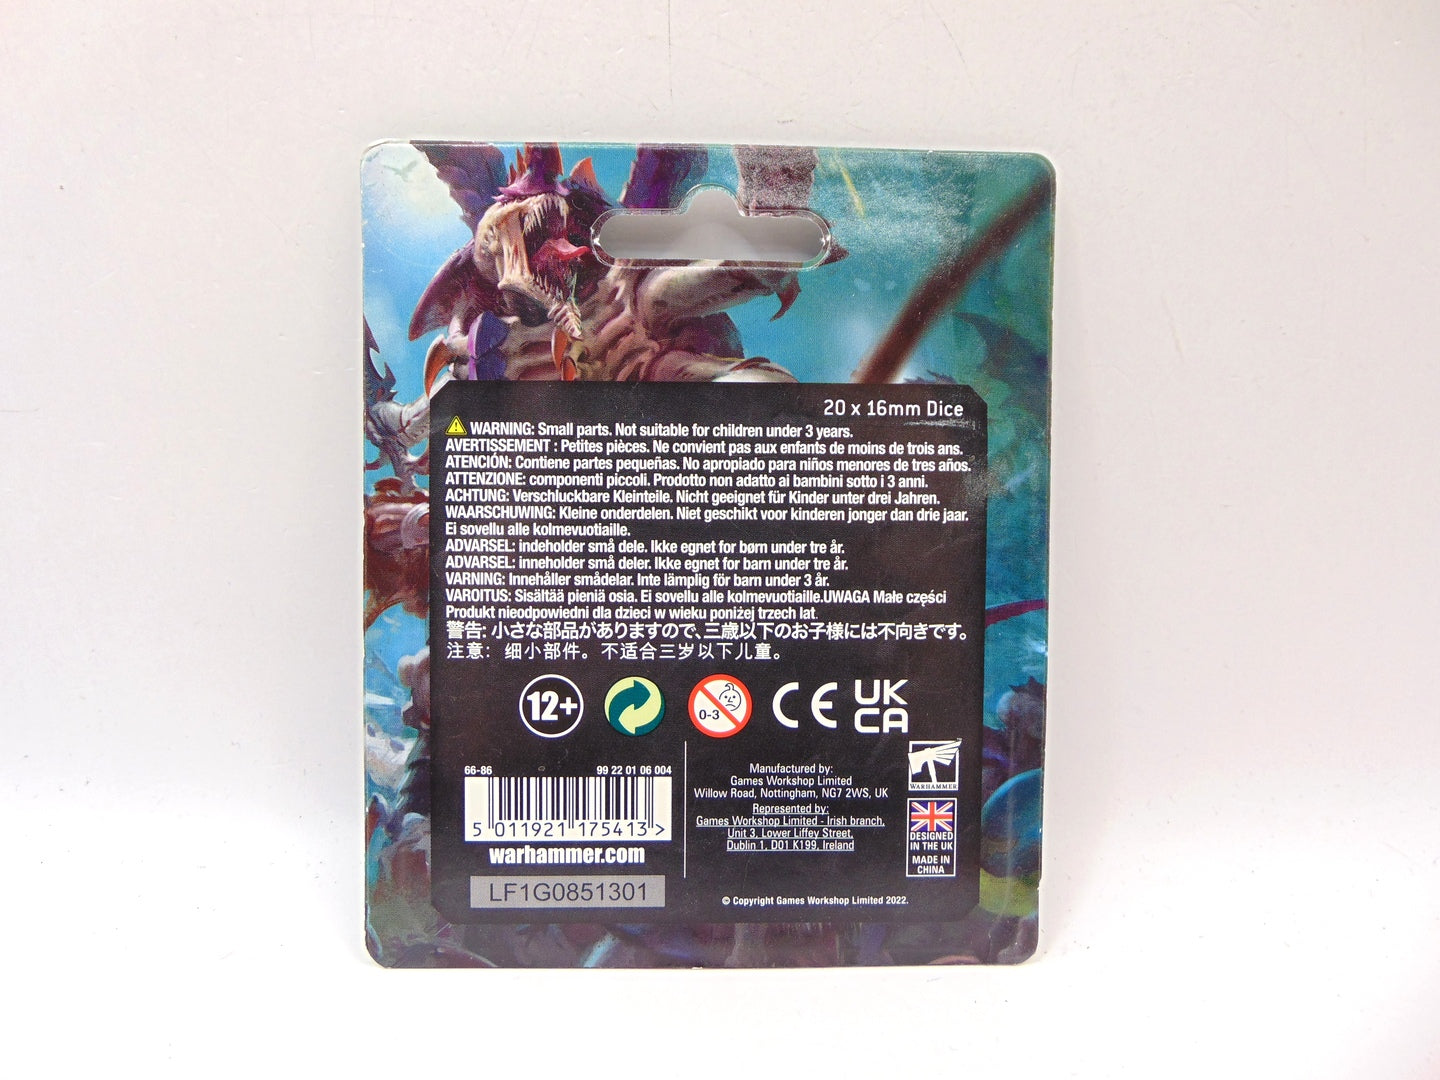 20 x 16mm Dice
WARNING: Small parts. Not suitable for children under 3 years.
AVERTISSEMENT : Petites pièces. Ne convient pas aux enfants de moins de trois ans.
ATENCIÓN: Contiene partes pequeñas. No apropiado para niños menores de tres años.
ATTENZIONE: componenti piccoli. Prodotto non adatto ai bambini sotto i 3 anni.
ACHTUNG: Verschluckbare Kleinteile. Nicht geeignet für Kinder unter drei Jahren.
WAARSCHUWING: Kleine onderdelen. Niet geschikt voor kinderen jonger dan drie jaar.
Ei sovellu alle kolmevuotiaille.
ADVARSEL: indeholder små dele. Ikke egnet for børn under tre år.
ADVARSEL: inneholder små deler. Ikke egnet for barn under tre år.
VARNING: Innehåller smådelar. Inte lämplig för barn under 3 år.
VAROITUS: Sisältää pieniä osia. Ei sovellu alle kolmevuotiaille.UWAGA Małe części
Produkt nieodpowiedni dla dzieci w wieku poniżej trzech lat.
警告: 小さな部品がありますので、三歳以下のお子様には不向きです。
注意: 细小部件。不适合三岁以下儿童。
12+
0-3
CE
UK
CA
66-86
99 22 01 06 004
5 011921 175413 >
warhammer.com
LF1G0851301
Manufactured by:
Games Workshop Limited
Willow Road, Nottingham, NG7 2WS, UK
Represented by:
Games Workshop Limited - Irish branch,
Unit 3, Lower Liffey Street,
Dublin 1, D01 K199, Ireland
© Copyright Games Workshop Limited 2022.
WARHAMMER
DESIGNED
IN THE UK
MADE IN
CHINA